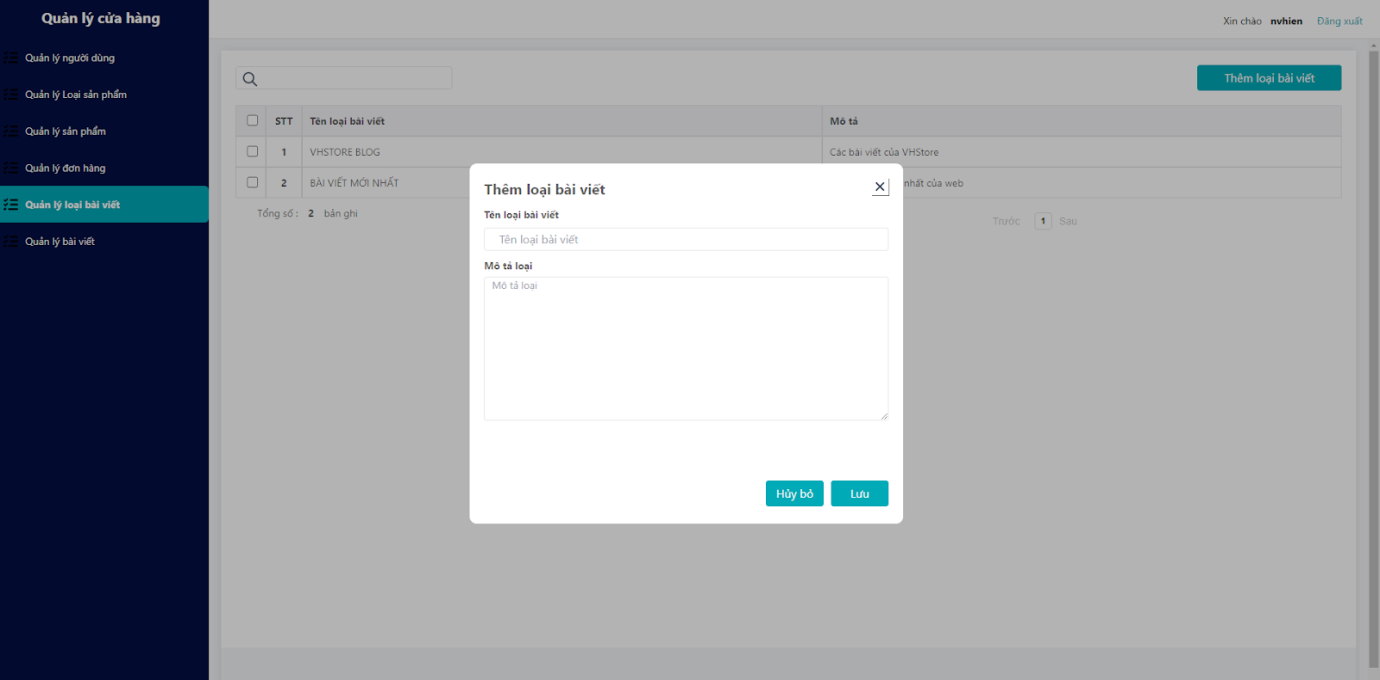 Quản lý cửa hàng
Xin chào nvhien Đăng xuất
Quản lý người dùng
Quản lý Loại sản phẩm
Quản lý sản phẩm
Quản lý đơn hàng
Quản lý loại bài viết
Quản lý bài viết
Thêm loại bài viết
STT Tên loại bài viết Mô tả
1 VHSTORE BLOG Các bài viết của VHStore
2 BÀI VIẾT MỚI NHẤT nhất của web
Tổng số : 2 bản ghi
Trước 1 Sau
Thêm loại bài viết
Tên loại bài viết
Tên loại bài viết
Mô tả loại
Mô tả loại
Hủy bỏ Lưu